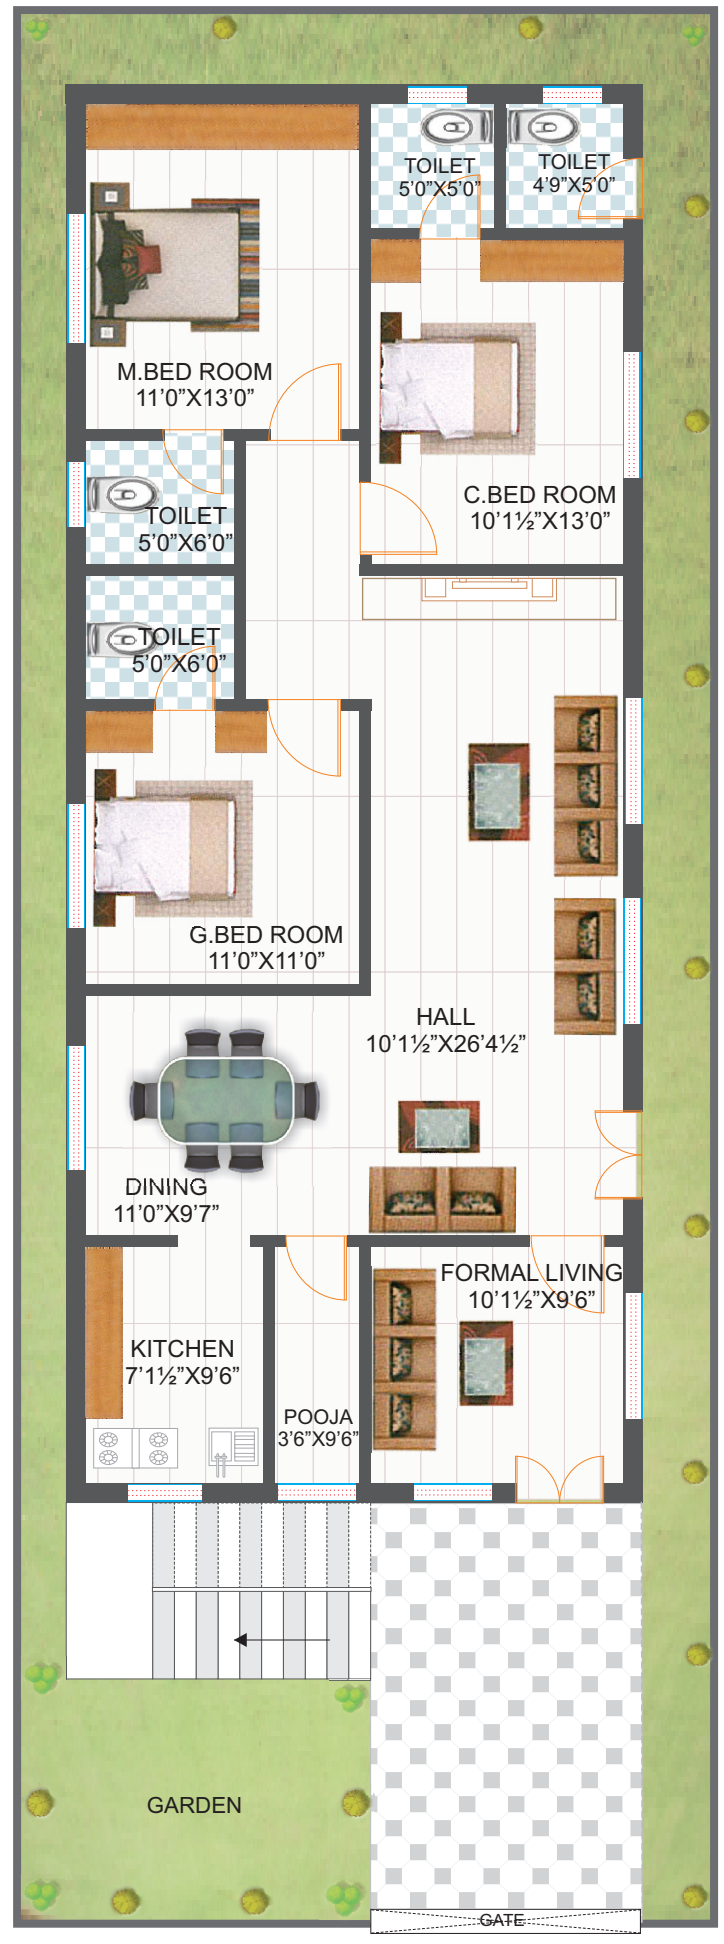 TOILET
5'0”X5'0”
TOILET
4'9”X5'0”
M.BED ROOM
11'0”X13'0”
C.BED ROOM
10'1½”X13'0”
TOILET
5'0”X6'0”
TOILET
5'0”X6'0”
G.BED ROOM
11'0”X11'0”
HALL
10'1½”X26'4½”
DINING
11'0”X9'7”
FORMAL LIVING
10'1½”X9'6”
KITCHEN
7'1½”X9'6”
POOJA
3'6”X9'6”
GARDEN
GATE